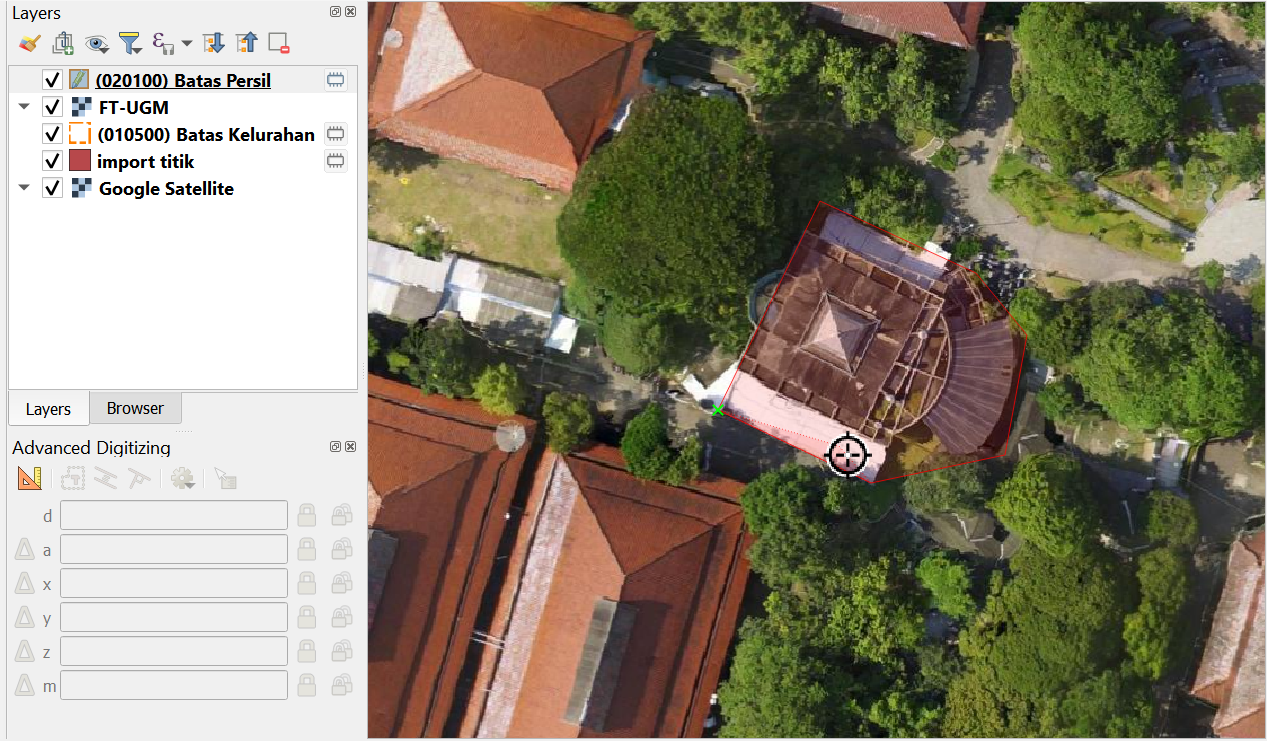 Layers
(020100) Batas Persil
FT-UGM
(010500) Batas Kelurahan
import titik
Google Satellite
Layers
Browser
Advanced Digitizing
d
a
x
y
z
m